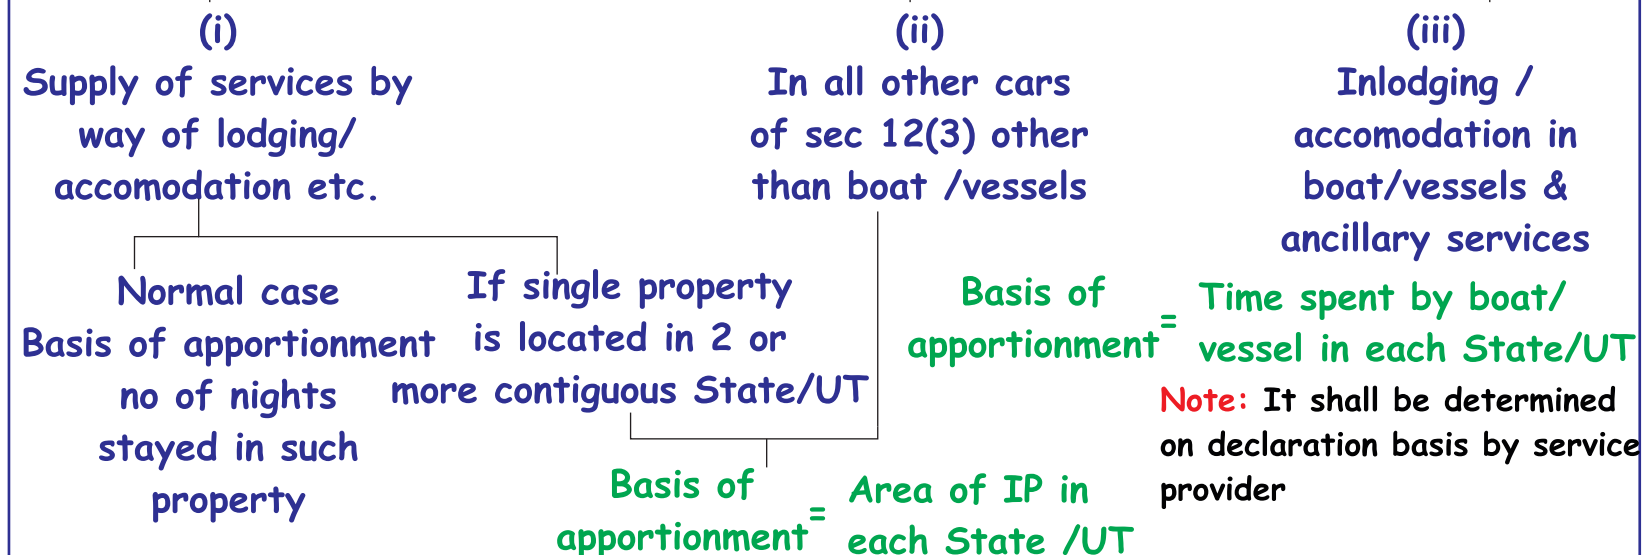 (i)
Supply of services by
way of lodging/
accomodation etc.
(ii)
In all other cars
of sec 12(3) other
than boat /vessels
(iii)
Inlodging /
accomodation in
boat/vessels &
ancillary services
Normal case
Basis of apportionment
no of nights
stayed in such
property
If single property
is located in 2 or
more contiguous State/UT
Basis of
apportionment
=
Area of IP in
each State /UT
Basis of
apportionment
=
Time spent by boat/
vessel in each State/UT
Note: It shall be determined
on declaration basis by service
provider